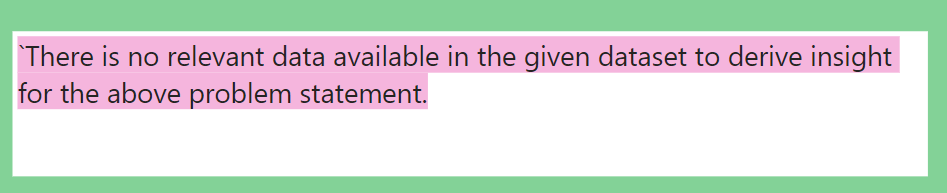 `There is no relevant data available in the given dataset to derive insight
for the above problem statement.